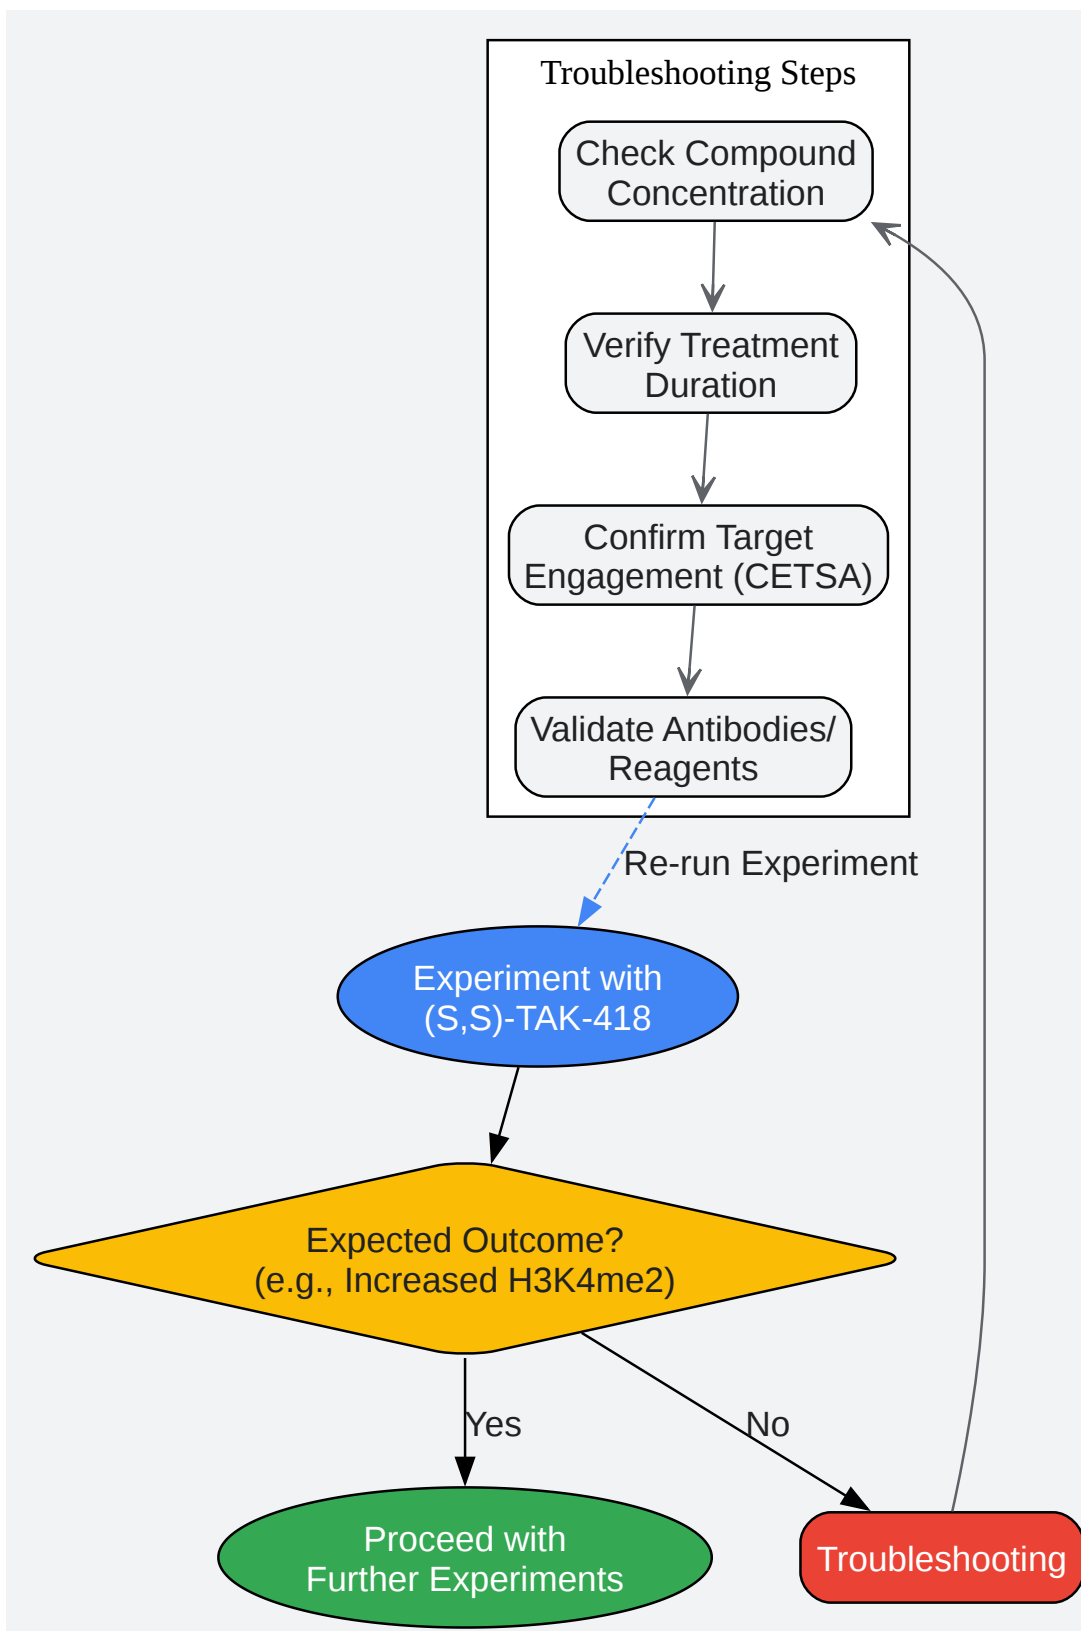 Troubleshooting Steps
Check Compound
Concentration
Verify Treatment
Duration
Confirm Target
Engagement (CETSA)
Validate Antibodies/
Reagents
Re-run Experiment
Experiment with
(S,S)-TAK-418
Expected Outcome?
(e.g., Increased H3K4me2)
Yes
No
Proceed with
Further Experiments
Troubleshooting